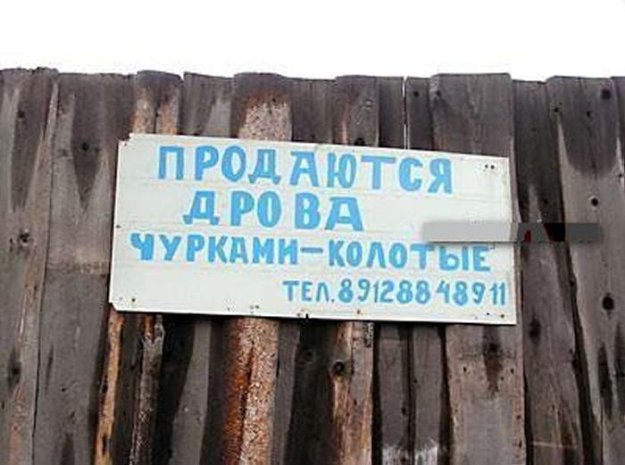 ПРОДАЮТСЯ
ДРОВА
ЧУРКАМИ-КОЛОТЫЕ
ТЕЛ. 89128848911